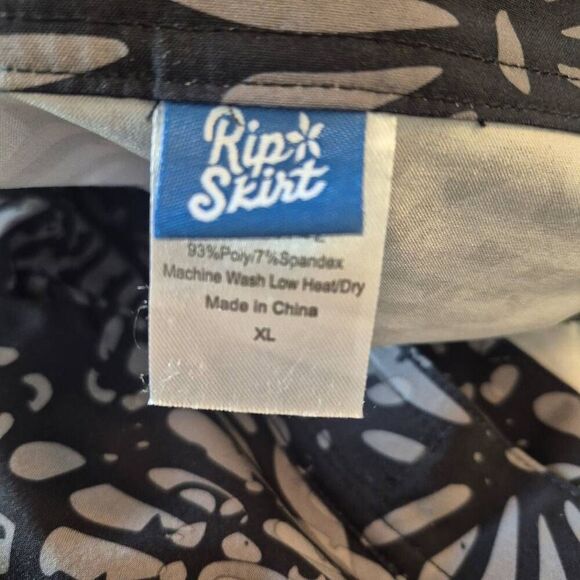 Rip
Skirt
93%Poly/7%Spandex
Machine Wash Low Heat/Dry
Made in China
XL